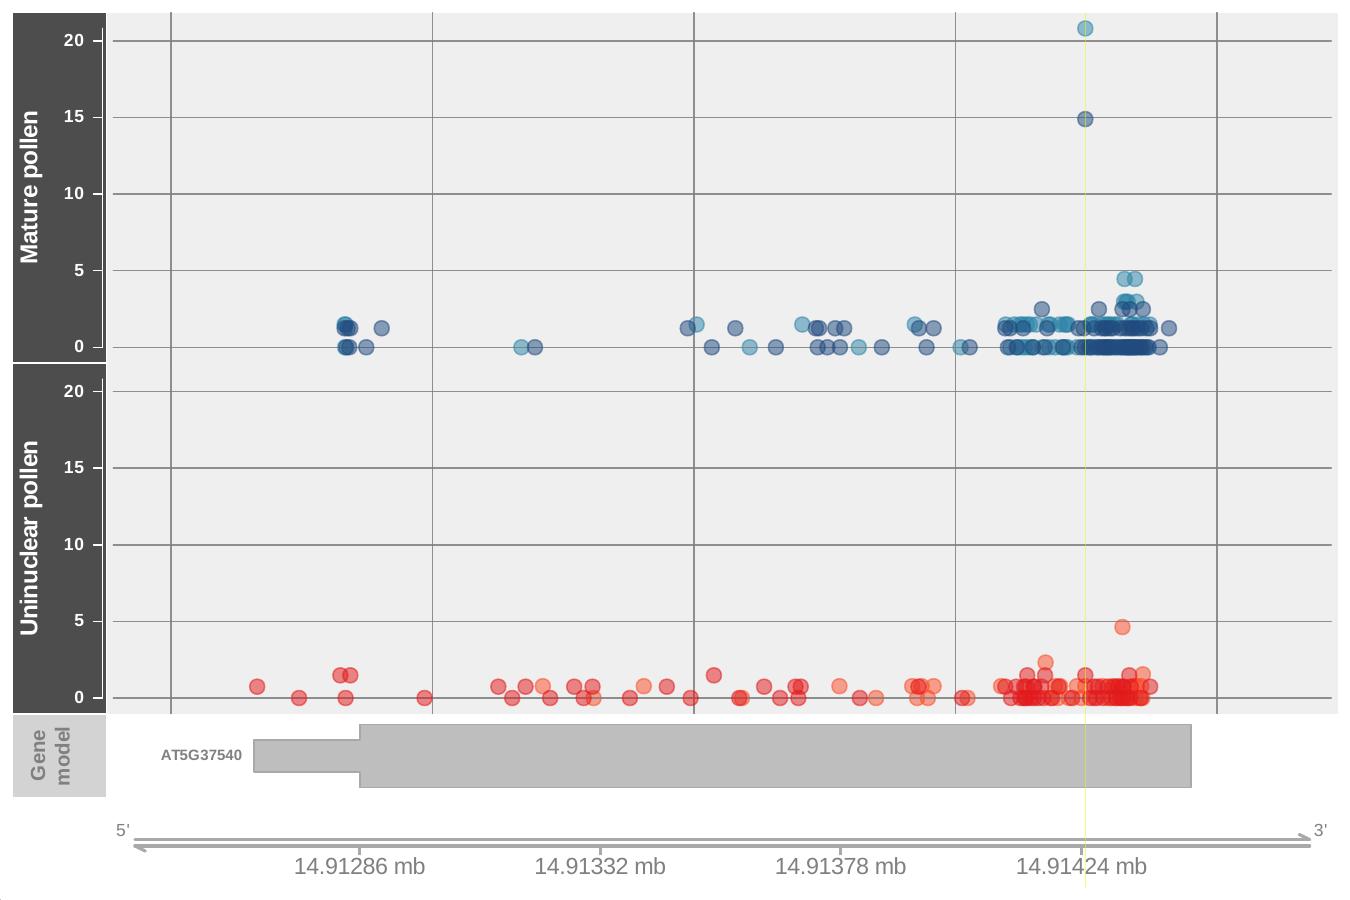 Mature pollen
20
15
10
5
0
Uninuclear pollen
20
15
10
5
0
Gene
model
AT5G37540
5'
3'
14.91286 mb
14.91332 mb
14.91378 mb
14.91424 mb